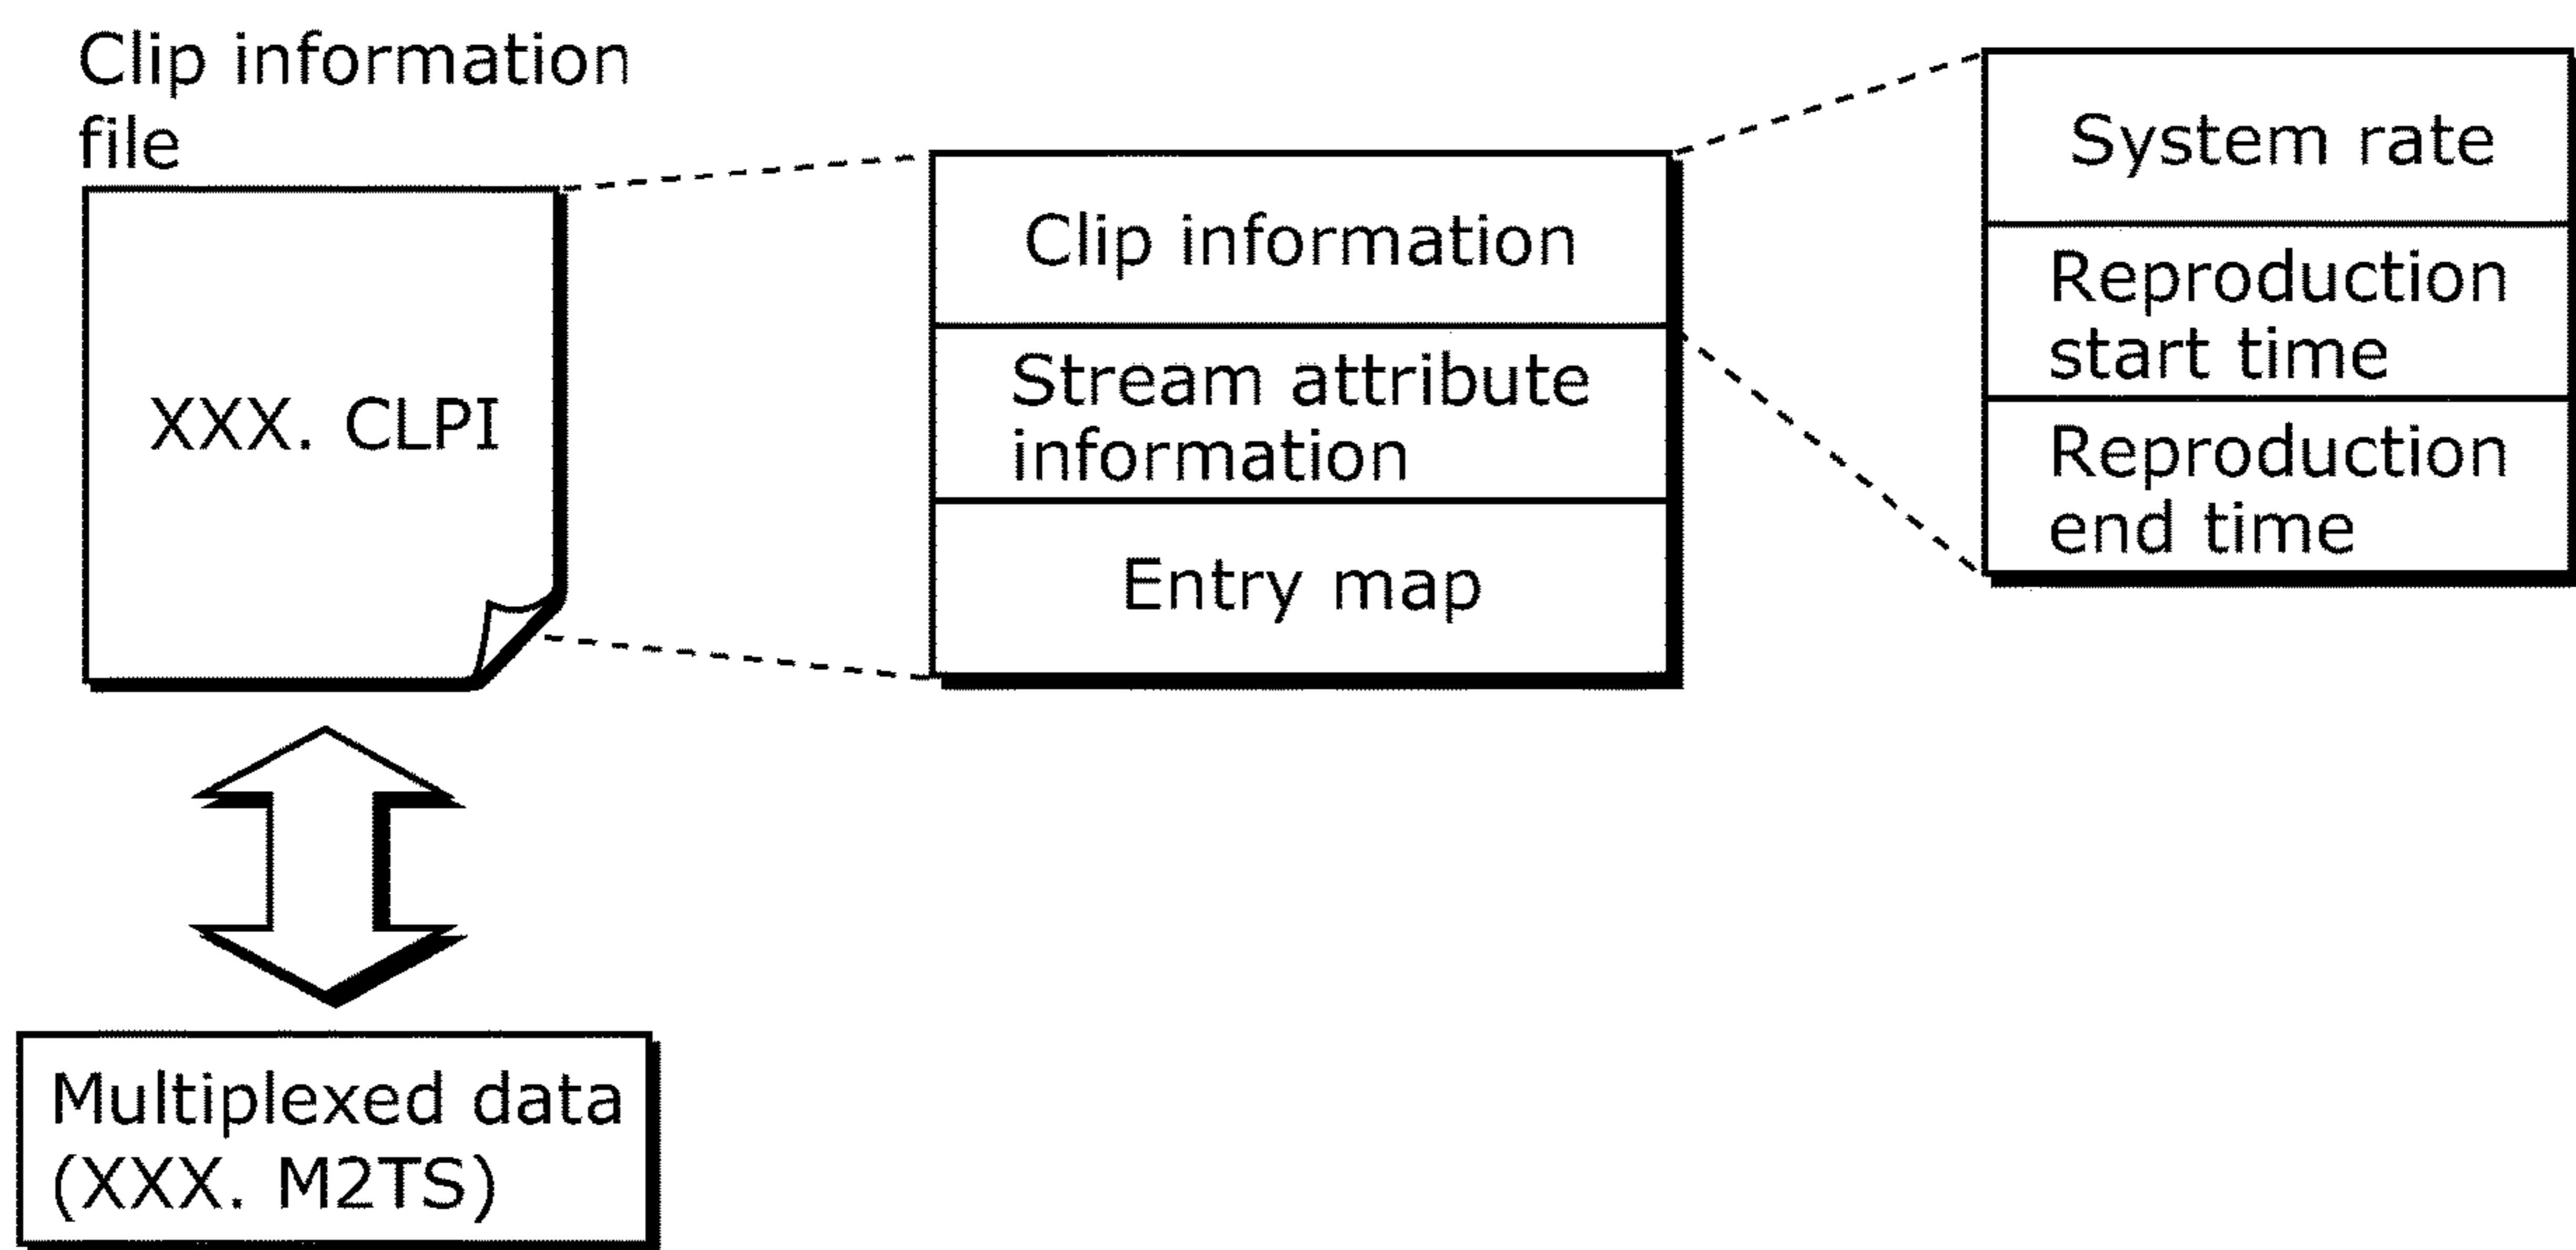 Clip information
file
XXX. CLPI
Clip information
Stream attribute
information
Entry map
System rate
Reproduction
start time
Reproduction
end time
Multiplexed data
(XXX. M2TS)